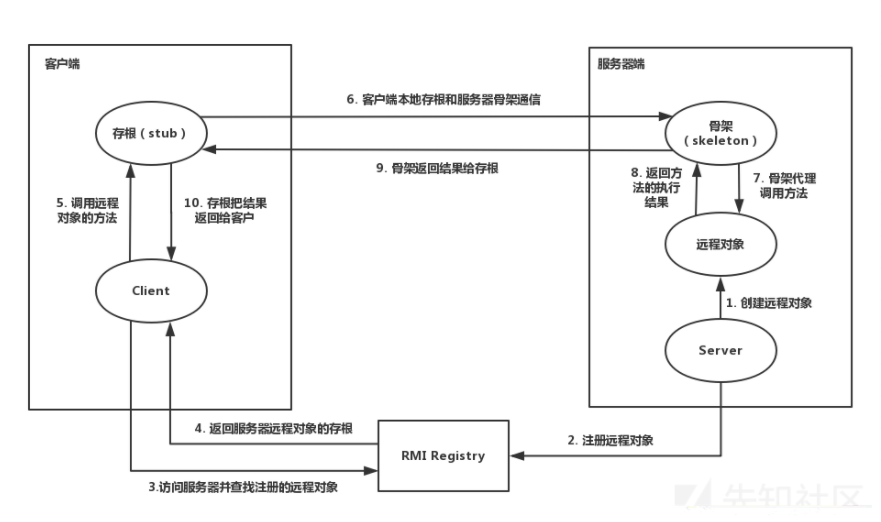 客户端
服务器端
6. 客户端本地存根和服务器骨架通信
存根（stub）
骨架
（skeleton）
9. 骨架返回结果给存根
5. 调用远程
对象的方法
10. 存根把结果
返回给客户
8. 返回方
法的执行
结果
7. 骨架代理
调用方法
远程对象
Client
1. 创建远程对象
Server
4. 返回服务器远程对象的存根
2. 注册远程对象
RMI Registry
3.访问服务器并查找注册的远程对象
先知社区